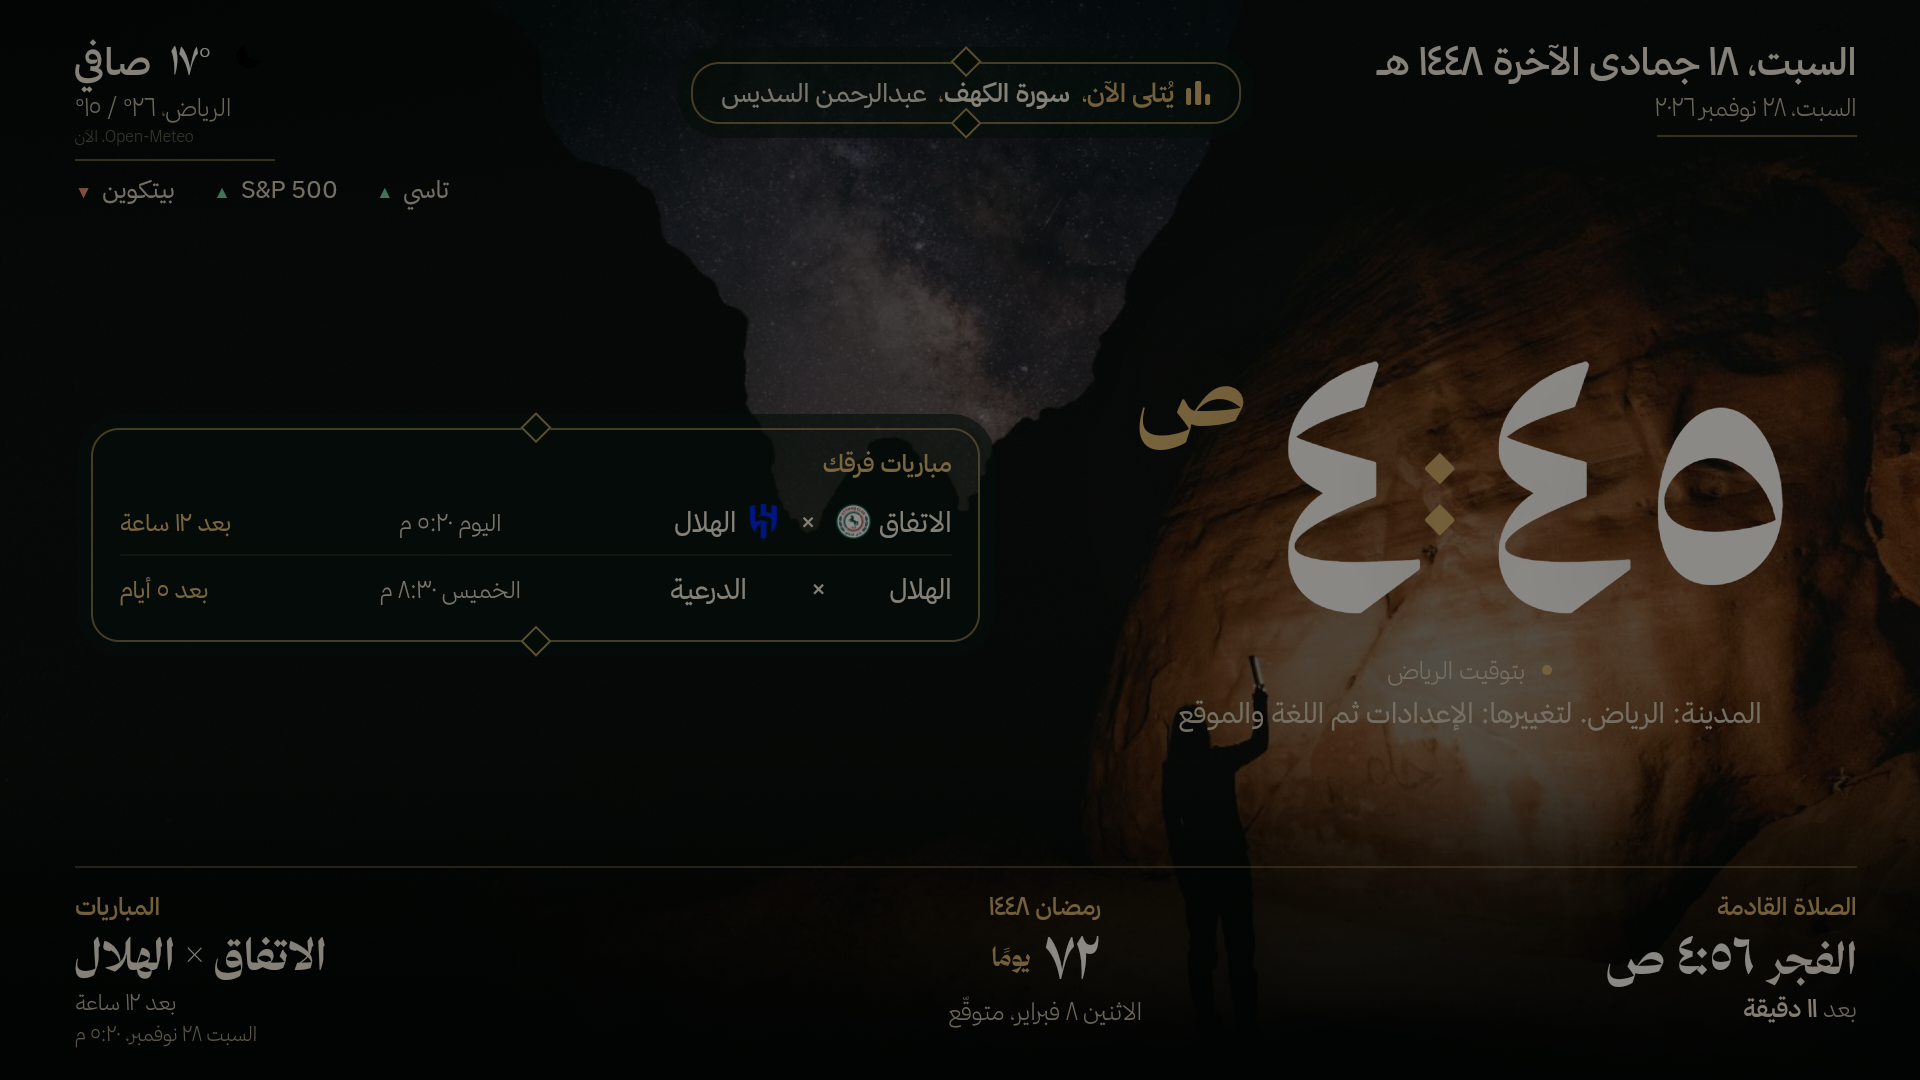 السبت، ١٨ جمادى الآخرة ١٤٤٨ هـ
السبت، ٢٨ نوفمبر ٢٠٢٦
يُتلى الآن، سورة الكهف، عبدالرحمن السديس
١٧° صافي
الرياض، ٢٦° / ١٥°
Open-Meteo، الآن
تاسي ▲ S&P 500 ▲ بيتكوين ▼
٤:٤٥ ص
بتوقيت الرياض
المدينة: الرياض. لتغييرها: الإعدادات ثم اللغة والموقع
مباريات فرقك
الاتفاق × الهلال اليوم ٥:٢٠ م بعد ١٢ ساعة
الهلال × الدرعية الخميس ٨:٣٠ م بعد ٥ أيام
الصلاة القادمة
الفجر ٤:٥٦ ص
بعد ١١ دقيقة
رمضان ١٤٤٨
٧٢ يومًا
الاثنين ٨ فبراير، متوقّع
المباريات
الاتفاق × الهلال
بعد ١٢ ساعة
السبت ٢٨ نوفمبر، ٥:٢٠ م